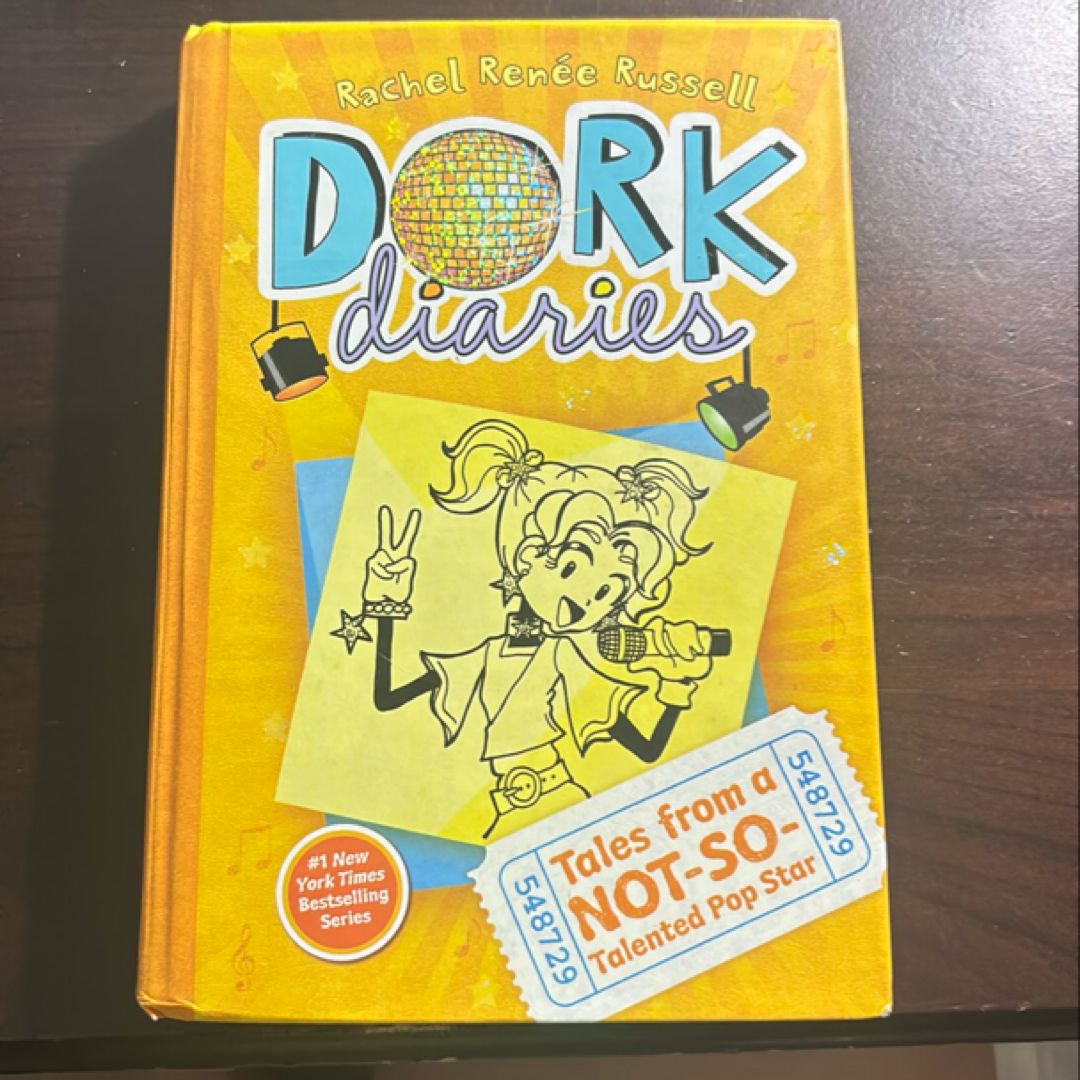 Rachel Renée Russell
DORK
diaries
#1 New
York Times
Bestselling
Series
548729
Tales from a
NOT-SO-
Talented Pop Star
548729